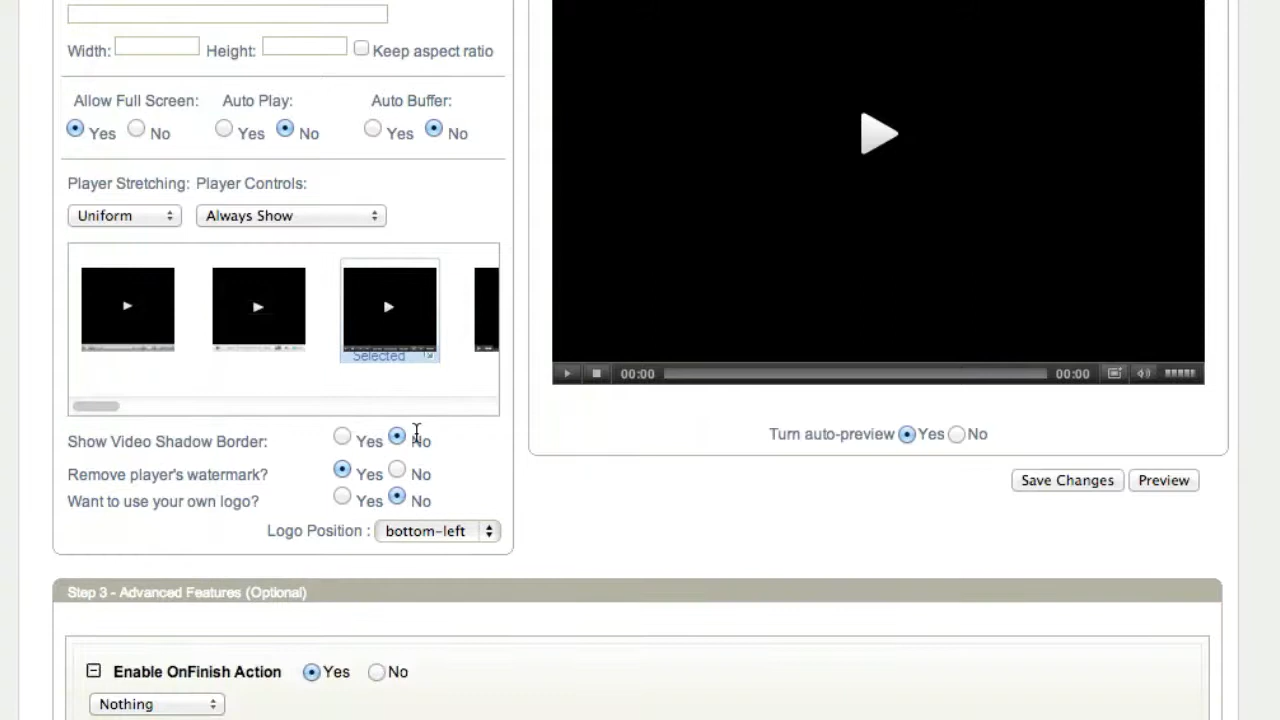 Width: Height: Keep aspect ratio
Allow Full Screen: Auto Play: Auto Buffer:
Yes No Yes No Yes No
Player Stretching: Player Controls:
Uniform Always Show
Selected
00:00 00:00
Show Video Shadow Border: Yes No
Turn auto-preview Yes No
Remove player's watermark? Yes No
Save Changes Preview
Want to use your own logo? Yes No
Logo Position : bottom-left
Step 3 - Advanced Features (Optional)
Enable OnFinish Action Yes No
Nothing